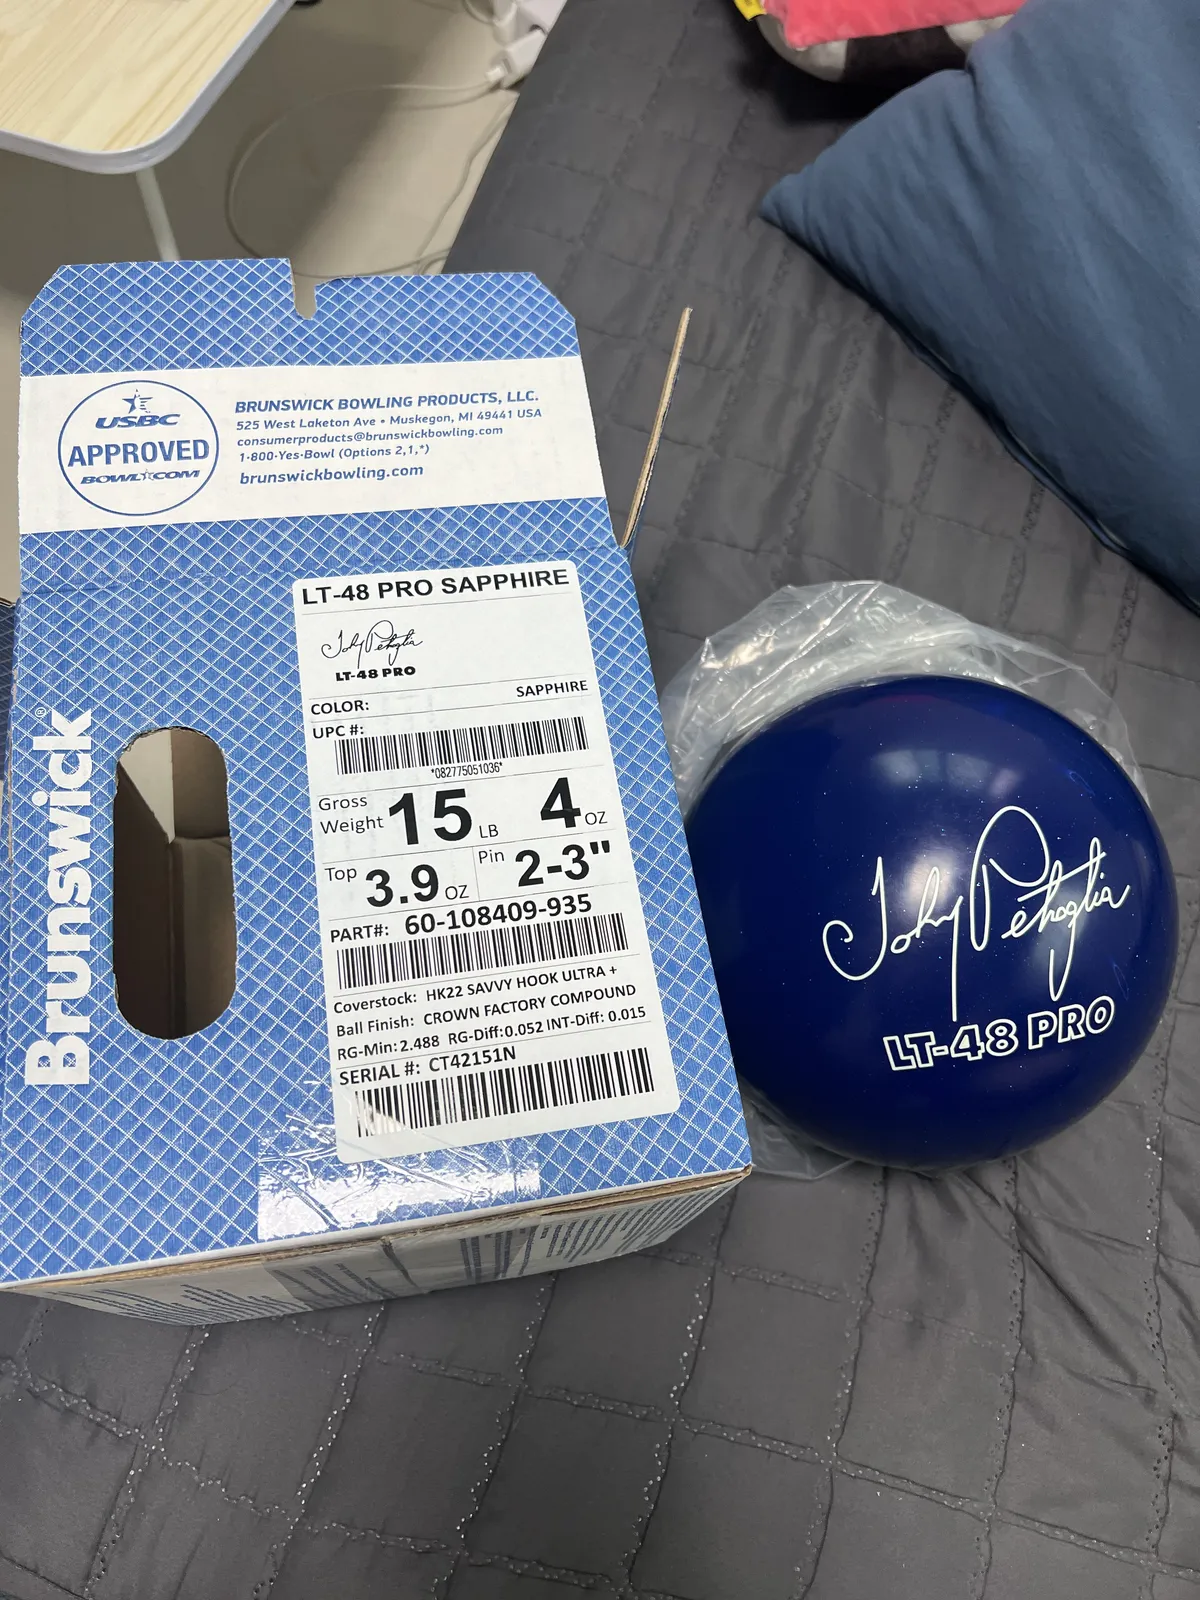 USBC
APPROVED
BOWL.COM
BRUNSWICK BOWLING PRODUCTS, LLC.
525 West Laketon Ave • Muskegon, MI 49441 USA
consumerproducts@brunswickbowling.com
1-800-Yes-Bowl (Options 2,1,*)
brunswickbowling.com
Brunswick®
LT-48 PRO SAPPHIRE
Johny Petraglia
LT-48 PRO
COLOR: SAPPHIRE
UPC #:
*082775051036*
Gross Weight 15 LB 4 OZ
Top 3.9 OZ Pin 2-3"
PART#: 60-108409-935
Coverstock: HK22 SAVVY HOOK ULTRA +
Ball Finish: CROWN FACTORY COMPOUND
RG-Min: 2.488 RG-Diff: 0.052 INT-Diff: 0.015
SERIAL #: CT42151N
Johny Petraglia
LT-48 PRO